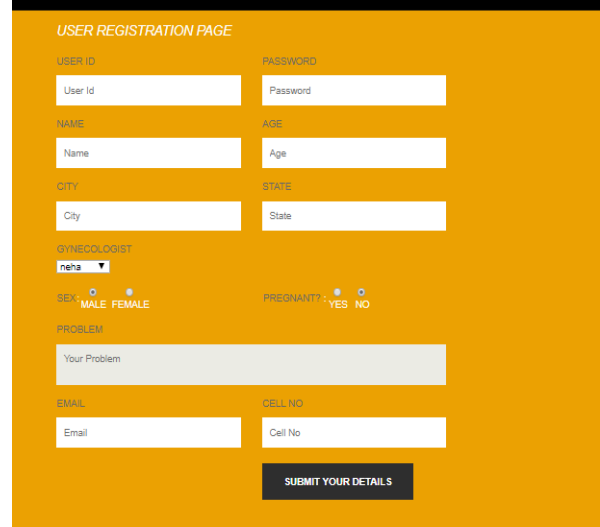 USER REGISTRATION PAGE
USER ID PASSWORD
User Id Password
NAME AGE
Name Age
CITY STATE
City State
GYNECOLOGIST
neha
SEX: MALE FEMALE PREGNANT? : YES NO
PROBLEM
Your Problem
EMAIL CELL NO
Email Cell No
SUBMIT YOUR DETAILS